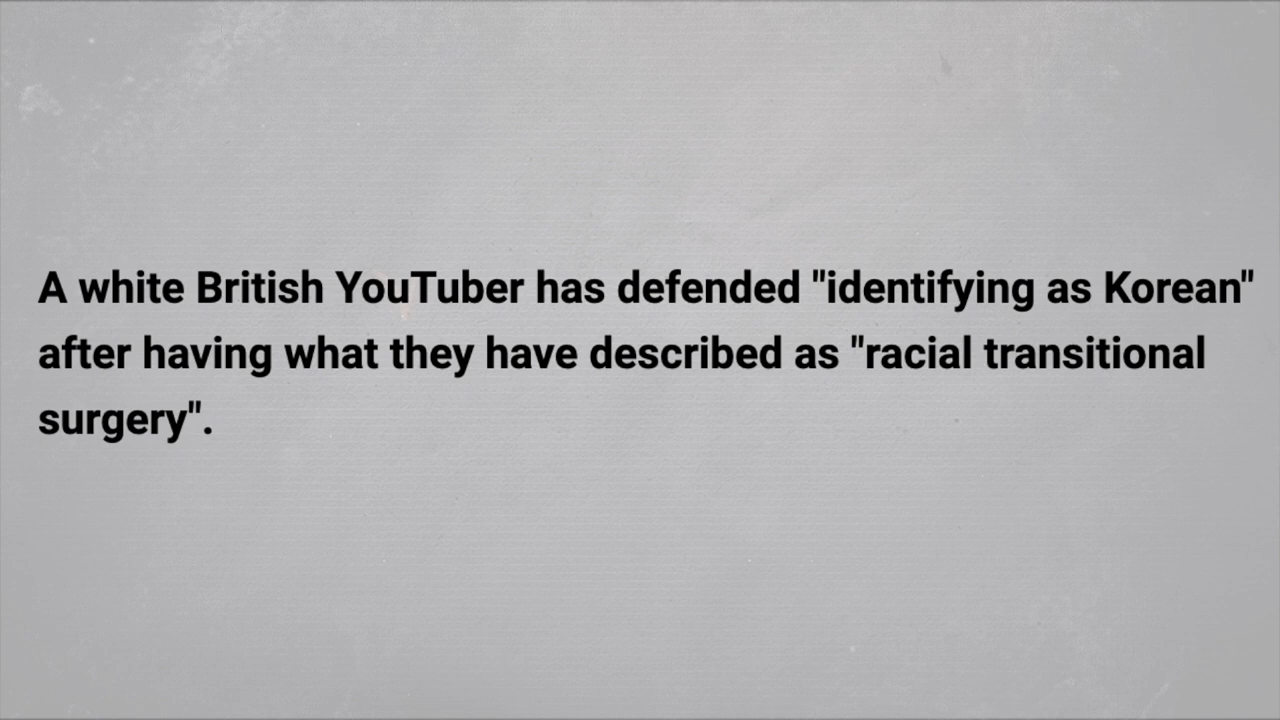 A white British YouTuber has defended "identifying as Korean"
after having what they have described as "racial transitional
surgery".